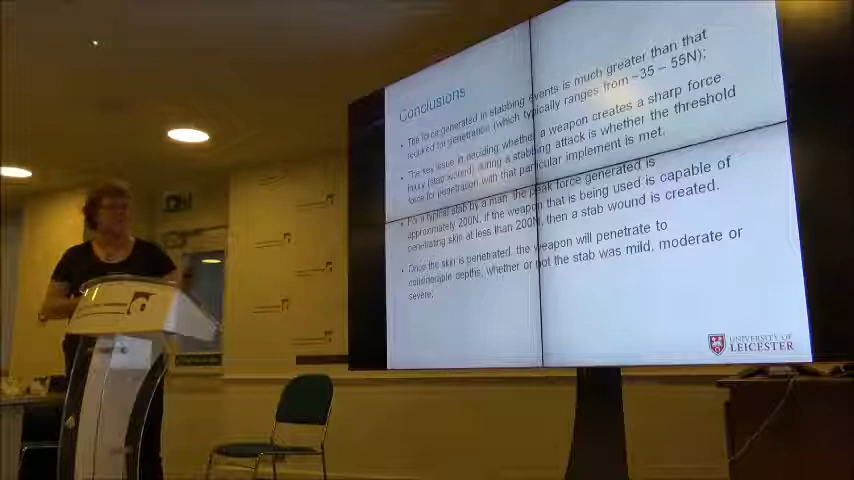 Conclusions
• The force generated in stabbing events is much greater than that
required for penetration (which typically ranges from ~35 – 55N);
• The key issue in deciding whether a weapon creates a sharp force
injury (stab wound) during a stabbing attack is whether the threshold
force for penetration with that particular implement is met.
• For a typical stab by a man, the peak force generated is
approximately 200N, if the weapon that is being used is capable of
penetrating skin at less than 200N, then a stab wound is created.
• Once the skin is penetrated, the weapon will penetrate to
considerable depths, whether or not the stab was mild, moderate or
severe.
UNIVERSITY OF
LEICESTER